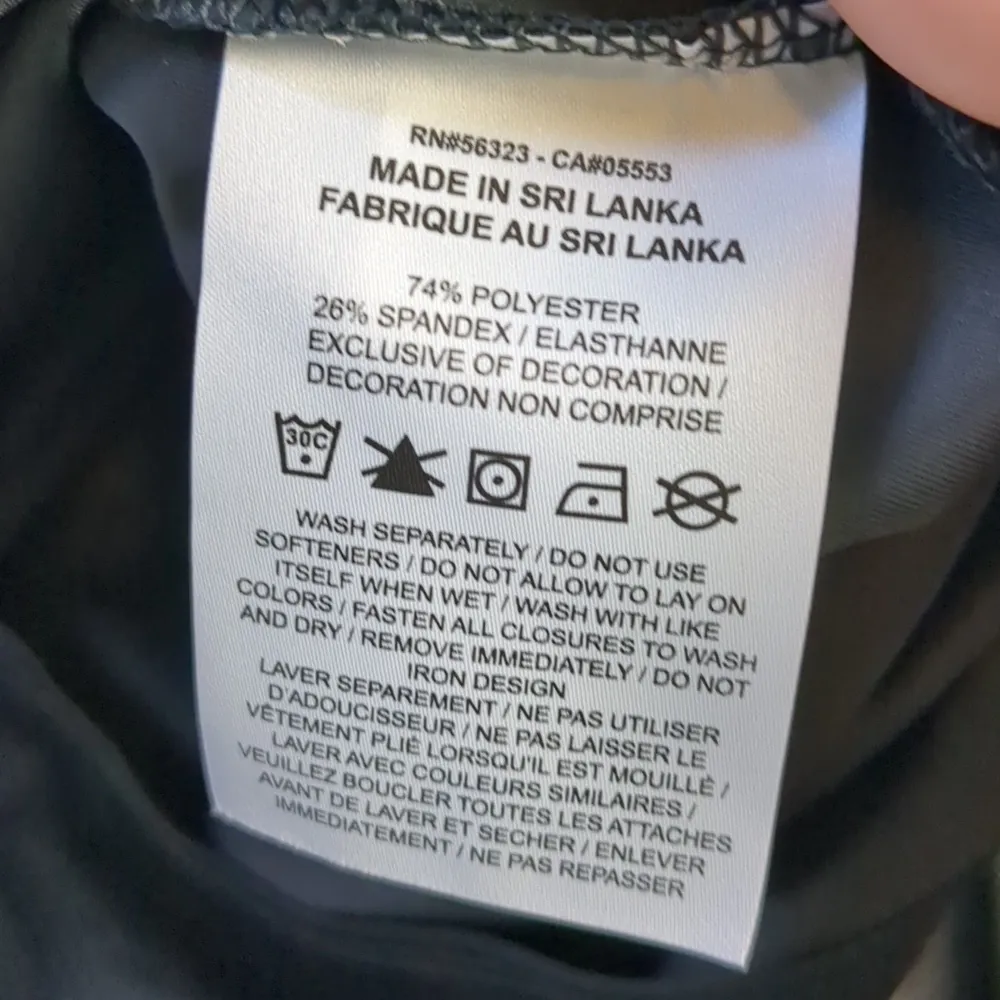 RN#56323 - CA#05553
MADE IN SRI LANKA
FABRIQUE AU SRI LANKA
74% POLYESTER
26% SPANDEX / ELASTHANNE
EXCLUSIVE OF DECORATION /
DECORATION NON COMPRISE
30C
WASH SEPARATELY / DO NOT USE
SOFTENERS / DO NOT ALLOW TO LAY ON
ITSELF WHEN WET / WASH WITH LIKE
COLORS / FASTEN ALL CLOSURES TO WASH
AND DRY / REMOVE IMMEDIATELY / DO NOT
IRON DESIGN
LAVER SEPAREMENT / NE PAS UTILISER
D'ADOUCISSEUR / NE PAS LAISSER LE
VÊTEMENT PLIÉ LORSQU'IL EST MOUILLÉ /
LAVER AVEC COULEURS SIMILAIRES /
VEUILLEZ BOUCLER TOUTES LES ATTACHES
AVANT DE LAVER ET SECHER / ENLEVER
IMMEDIATEMENT / NE PAS REPASSER